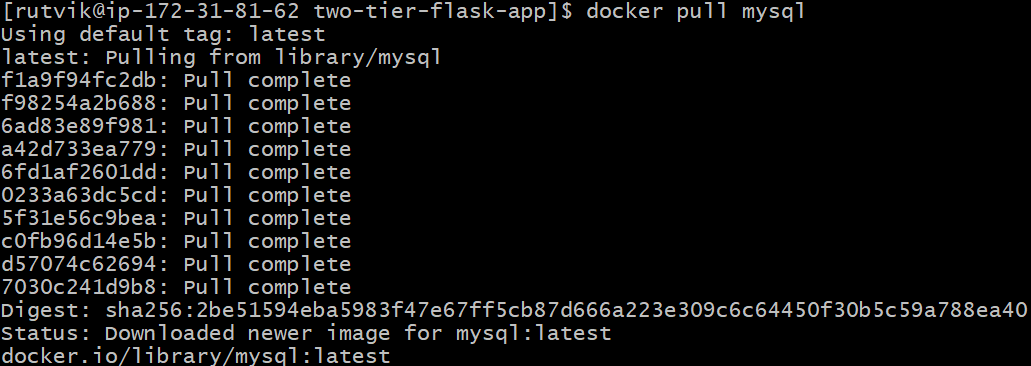 [rutvik@ip-172-31-81-62 two-tier-flask-app]$ docker pull mysql
Using default tag: latest
latest: Pulling from library/mysql
f1a9f94fc2db: Pull complete
f98254a2b688: Pull complete
6ad83e89f981: Pull complete
a42d733ea779: Pull complete
6fd1af2601dd: Pull complete
0233a63dc5cd: Pull complete
5f31e56c9bea: Pull complete
c0fb96d14e5b: Pull complete
d57074c62694: Pull complete
7030c241d9b8: Pull complete
Digest: sha256:2be51594eba5983f47e67ff5cb87d666a223e309c6c64450f30b5c59a788ea40
Status: Downloaded newer image for mysql:latest
docker.io/library/mysql:latest